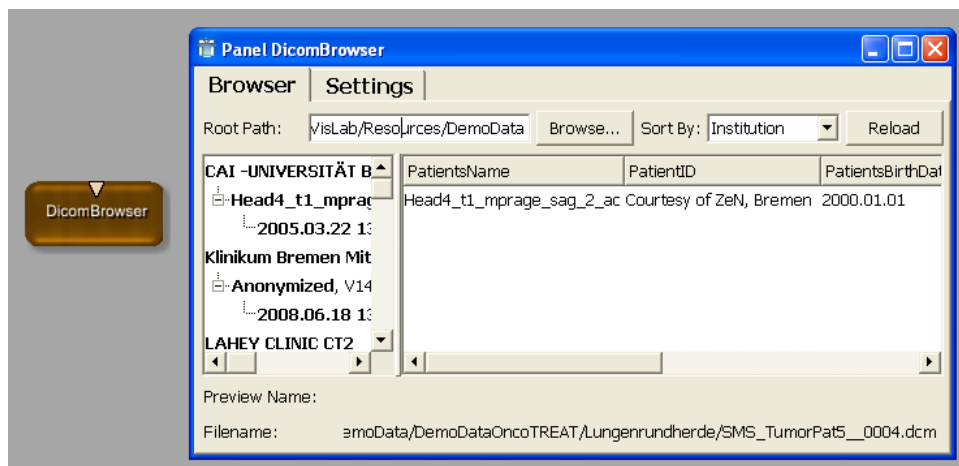 Panel DicomBrowser
Browser Settings
Root Path: VisLab/Resources/DemoData Browse... Sort By: Institution Reload
CAI -UNIVERSITÄT B
Head4_t1_mprag
2005.03.22 13
Klinikum Bremen Mit
Anonymized, V14
2008.06.18 13
LAHEY CLINIC CT2
PatientsName PatientID PatientsBirthDat
Head4_t1_mprage_sag_2_ac Courtesy of ZeN, Bremen 2000.01.01
DicomBrowser
Preview Name:
Filename: emoData/DemoDataOncoTREAT/Lungenrundherde/SMS_TumorPat5__0004.dcm